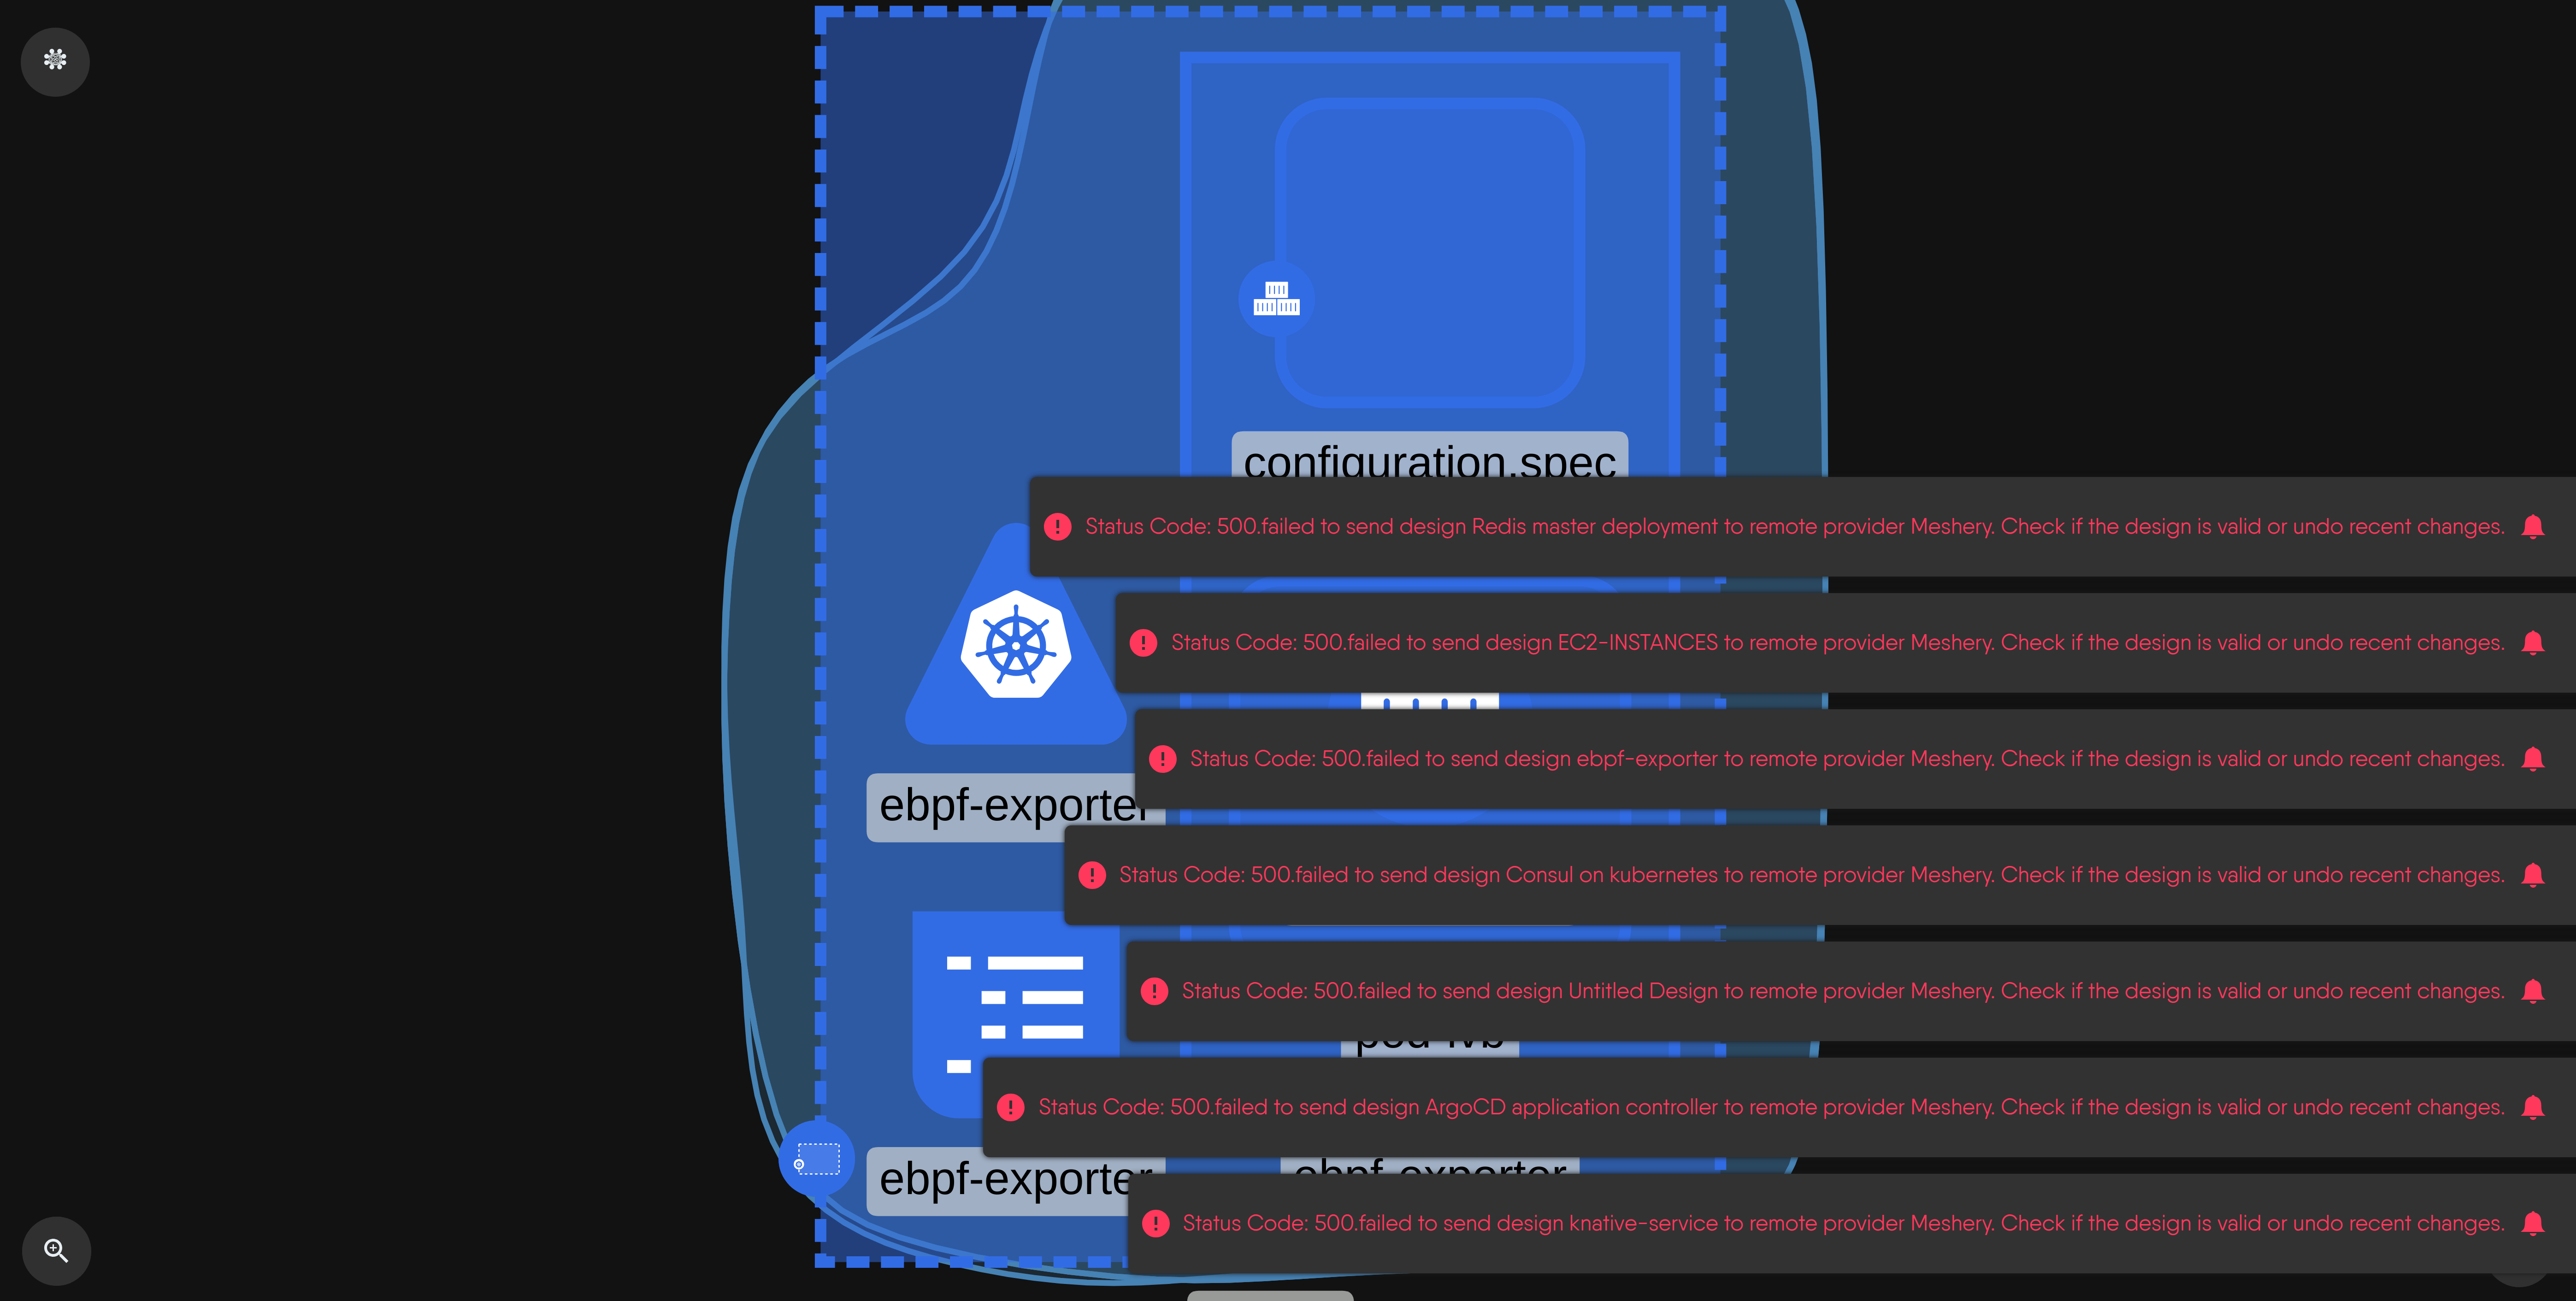 configuration.spec
Status Code: 500.failed to send design Redis master deployment to remote provider Meshery. Check if the design is valid or undo recent changes.
Status Code: 500.failed to send design EC2-INSTANCES to remote provider Meshery. Check if the design is valid or undo recent changes.
Status Code: 500.failed to send design ebpf-exporter to remote provider Meshery. Check if the design is valid or undo recent changes.
ebpf-exporter
Status Code: 500.failed to send design Consul on kubernetes to remote provider Meshery. Check if the design is valid or undo recent changes.
Status Code: 500.failed to send design Untitled Design to remote provider Meshery. Check if the design is valid or undo recent changes.
Status Code: 500.failed to send design ArgoCD application controller to remote provider Meshery. Check if the design is valid or undo recent changes.
ebpf-exporter
ebpf-exporter
Status Code: 500.failed to send design knative-service to remote provider Meshery. Check if the design is valid or undo recent changes.